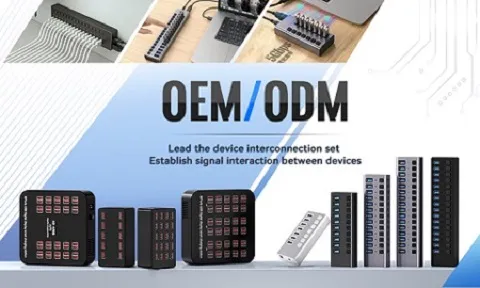 OEM/ODM
Lead the device interconnection set
Establish signal interaction between devices